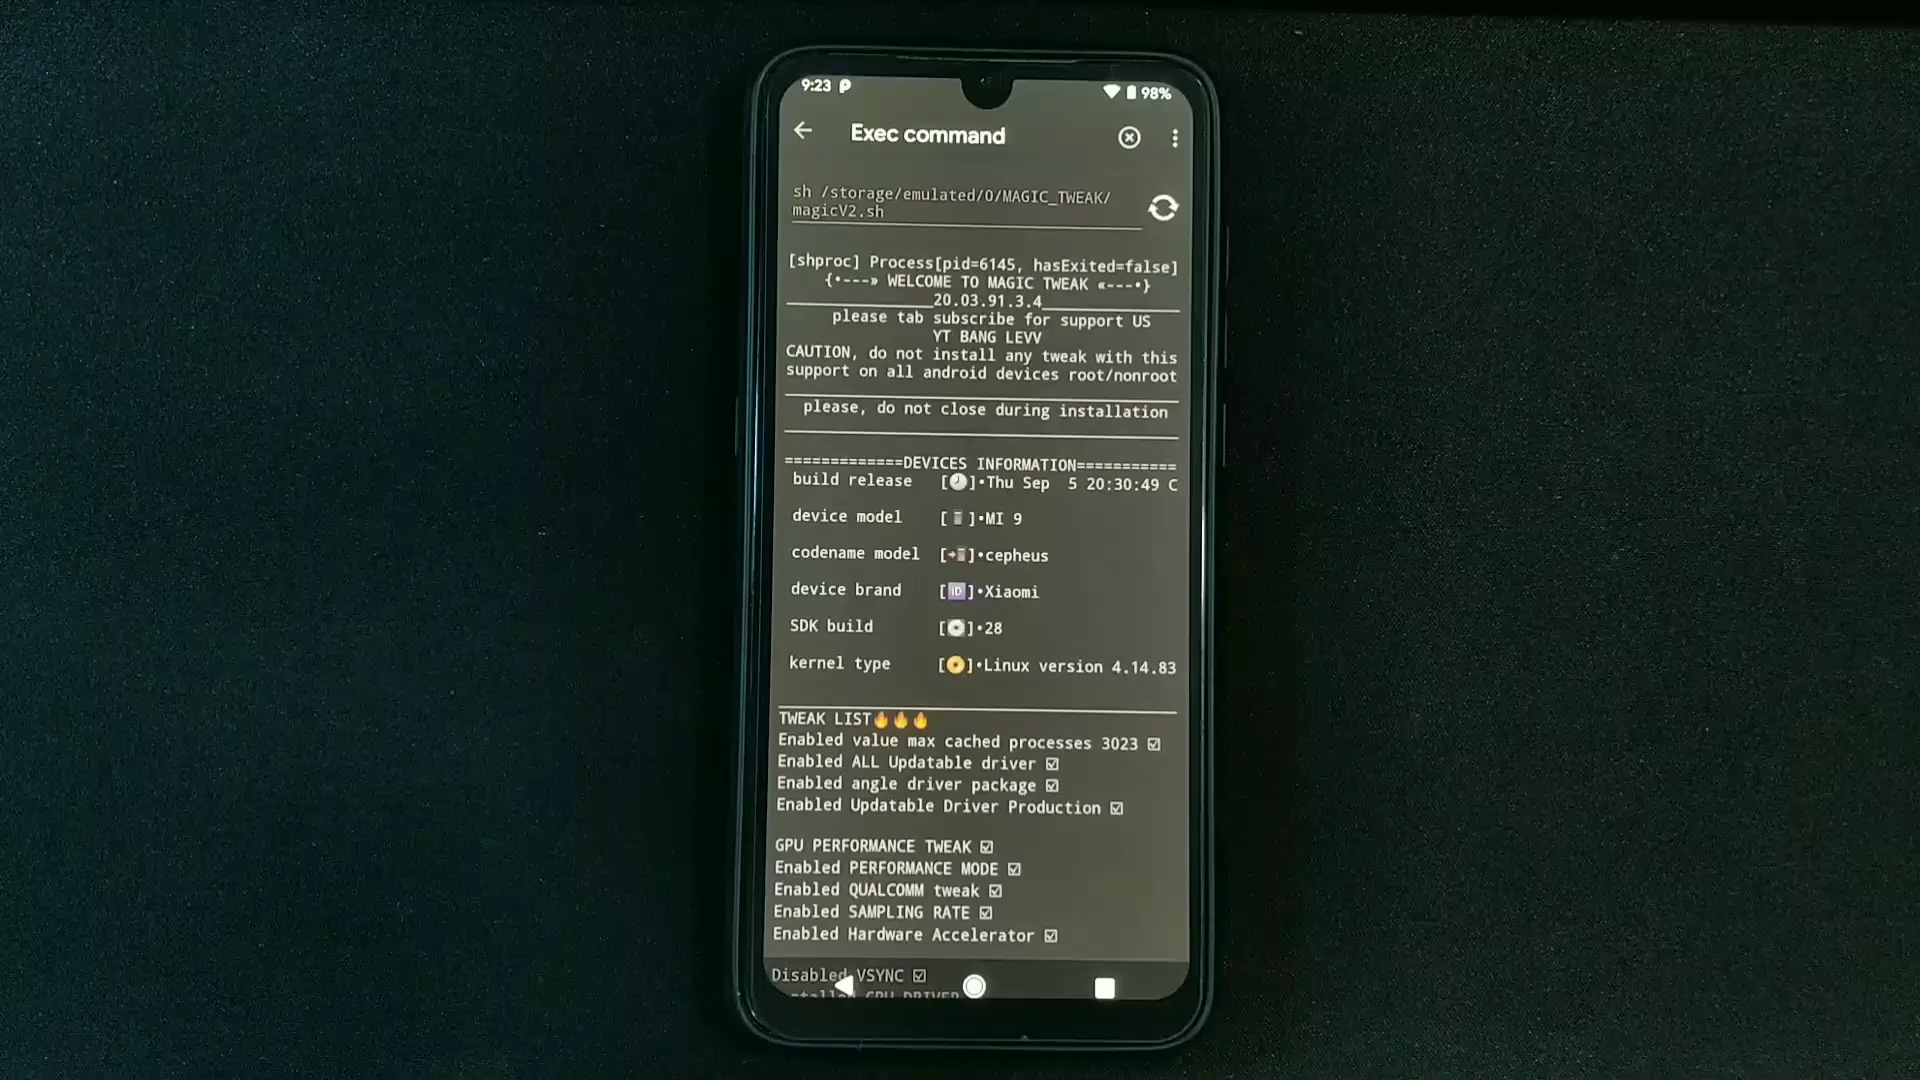 9:23
98%
Exec command
sh /storage/emulated/0/MAGIC_TWEAK/
magicV2.sh
[shproc] Process[pid=6145, hasExited=false]
{•---» WELCOME TO MAGIC TWEAK «---•}
________________20.03.91.3.4_______________
please tab subscribe for support US
YT BANG LEVV
CAUTION, do not install any tweak with this
support on all android devices root/nonroot
please, do not close during installation
=============DEVICES INFORMATION===========
build release [🕗]•Thu Sep 5 20:30:49 C
device model [📱]•MI 9
codename model [📲]•cepheus
device brand [🆔]•Xiaomi
SDK build [💿]•28
kernel type [📀]•Linux version 4.14.83
TWEAK LIST🔥🔥🔥
Enabled value max cached processes 3023 ☑
Enabled ALL Updatable driver ☑
Enabled angle driver package ☑
Enabled Updatable Driver Production ☑
GPU PERFORMANCE TWEAK ☑
Enabled PERFORMANCE MODE ☑
Enabled QUALCOMM tweak ☑
Enabled SAMPLING RATE ☑
Enabled Hardware Accelerator ☑
Disabled VSYNC ☑
GPU DRIVER